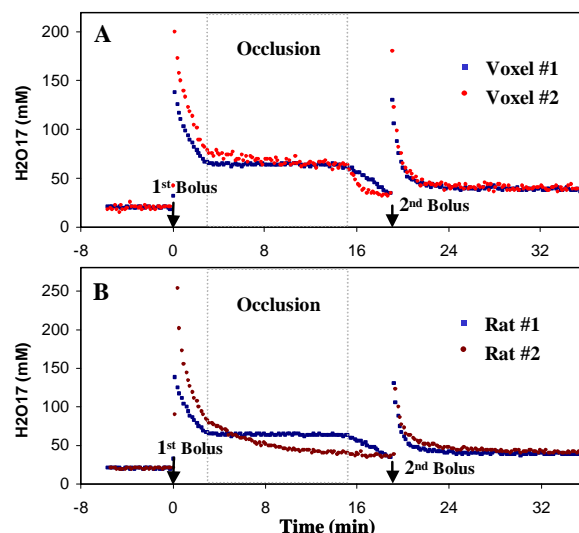 A
Occlusion
Voxel #1
Voxel #2
H2O17 (mM)
200
150
100
50
0
1st Bolus
2nd Bolus
-8
0
8
16
24
32
B
Occlusion
Rat #1
Rat #2
H2O17 (mM)
250
200
150
100
50
0
1st Bolus
2nd Bolus
-8
0
8
16
24
32
Time (min)